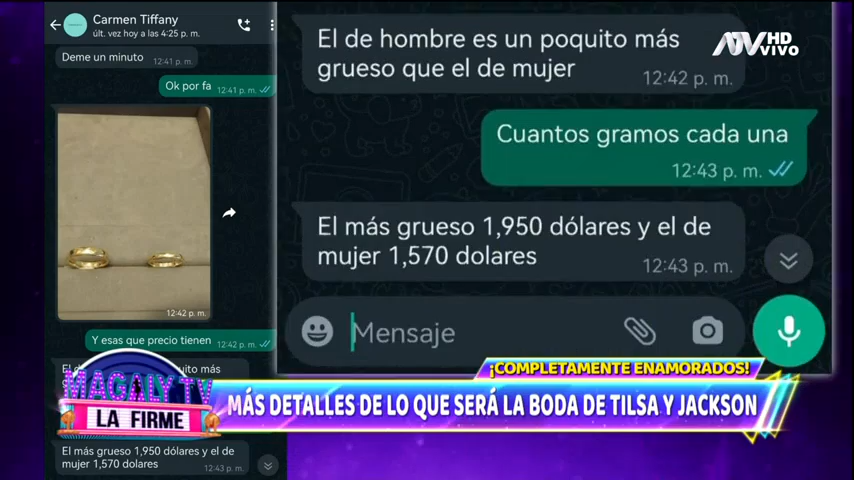 Carmen Tiffany
últ. vez hoy a las 4:25 p. m.
Deme un minuto
12:41 p. m.
Ok por fa
12:41 p. m.
12:42 p. m.
Y esas que precio tienen
12:42 p. m.
El más grueso 1,950 dólares y el de
mujer 1,570 dolares
12:43 p. m.
El de hombre es un poquito más
grueso que el de mujer
12:42 p. m.
Cuantos gramos cada una
12:43 p. m.
El más grueso 1,950 dólares y el de
mujer 1,570 dolares
12:43 p. m.
Mensaje
ATV HD
VIVO
¡COMPLETAMENTE ENAMORADOS!
MÁS DETALLES DE LO QUE SERÁ LA BODA DE TILSA Y JACKSON
MAGALY TV
LA FIRME